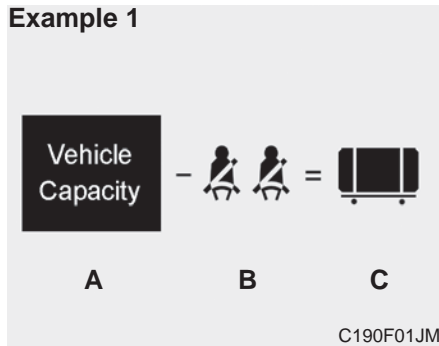 Example 1
Vehicle
Capacity
- =
A B C
C190F01JM